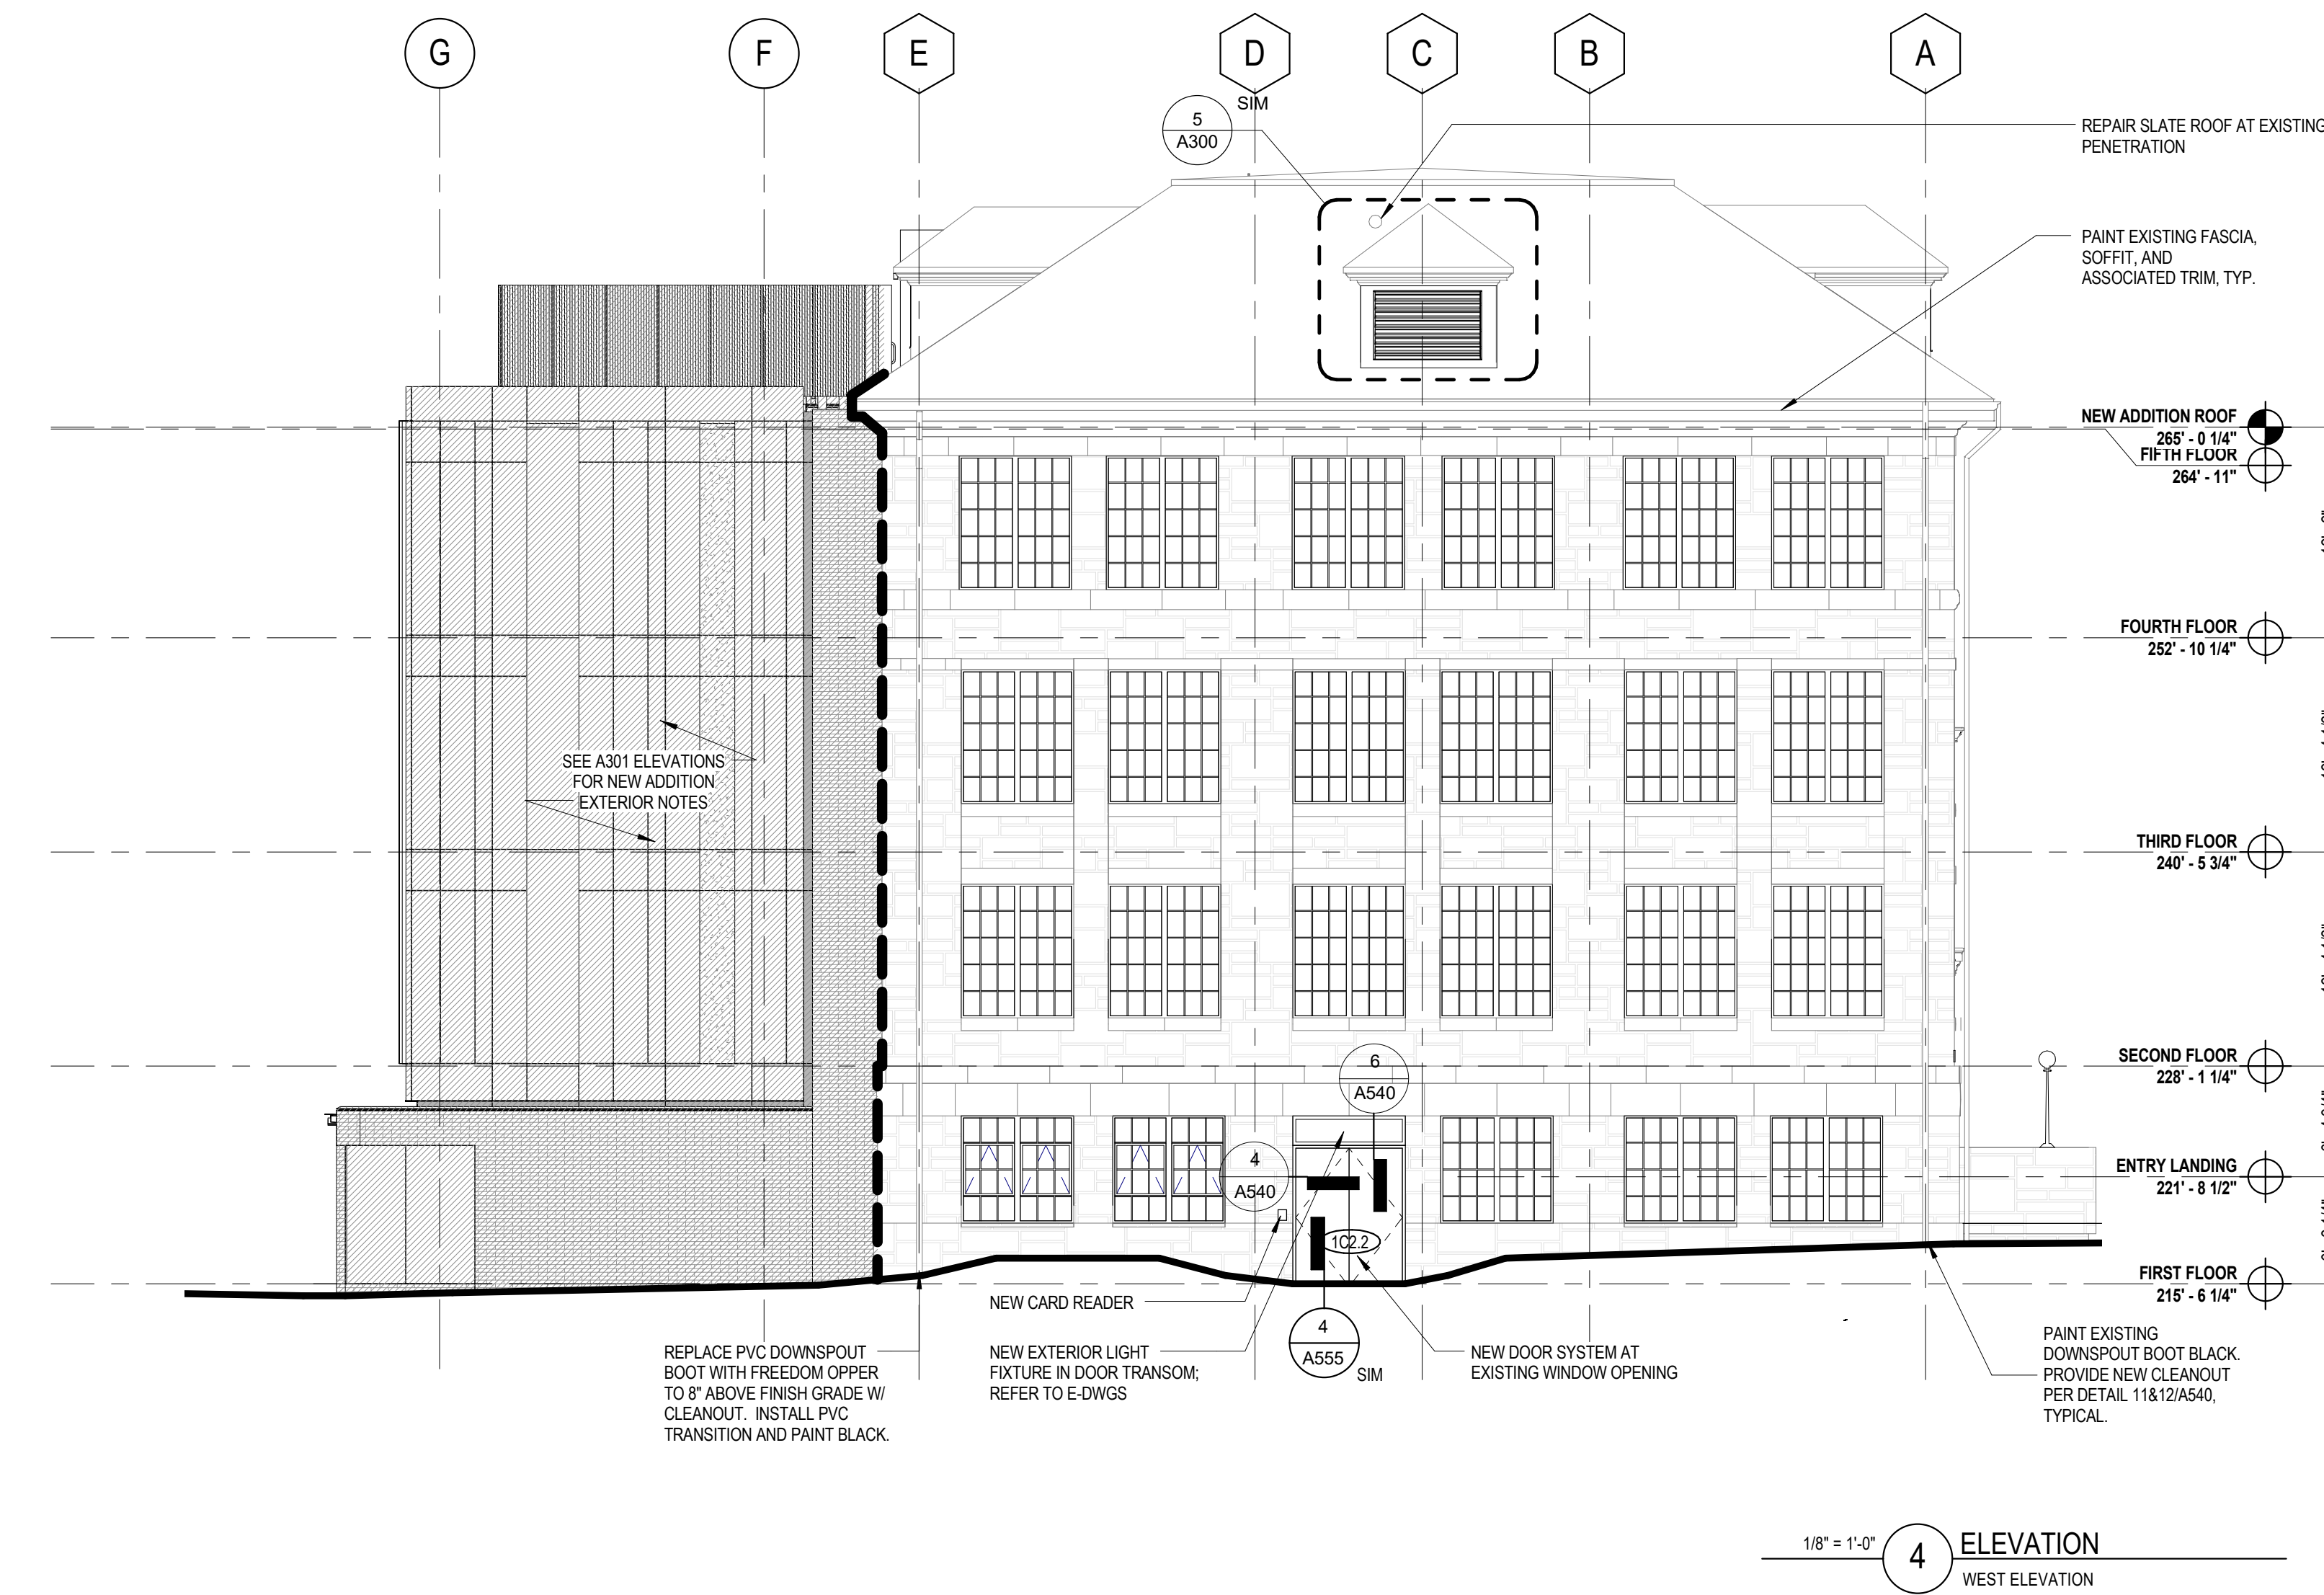 G
F
E
D
C
B
A
SIM
5
A300
REPAIR SLATE ROOF AT EXISTING
PENETRATION
PAINT EXISTING FASCIA,
SOFFIT, AND
ASSOCIATED TRIM, TYP.
NEW ADDITION ROOF
265' - 0 1/4"
FIFTH FLOOR
264' - 11"
FOURTH FLOOR
252' - 10 1/4"
SEE A301 ELEVATIONS
FOR NEW ADDITION
EXTERIOR NOTES
THIRD FLOOR
240' - 5 3/4"
SECOND FLOOR
228' - 1 1/4"
6
A540
4
A540
ENTRY LANDING
221' - 8 1/2"
1C2.2
FIRST FLOOR
215' - 6 1/4"
NEW CARD READER
REPLACE PVC DOWNSPOUT
BOOT WITH FREEDOM OPPER
TO 8" ABOVE FINISH GRADE W/
CLEANOUT. INSTALL PVC
TRANSITION AND PAINT BLACK.
NEW EXTERIOR LIGHT
FIXTURE IN DOOR TRANSOM;
REFER TO E-DWGS
4
A555
SIM
NEW DOOR SYSTEM AT
EXISTING WINDOW OPENING
PAINT EXISTING
DOWNSPOUT BOOT BLACK.
PROVIDE NEW CLEANOUT
PER DETAIL 11&12/A540,
TYPICAL.
1/8" = 1'-0"
4
ELEVATION
WEST ELEVATION